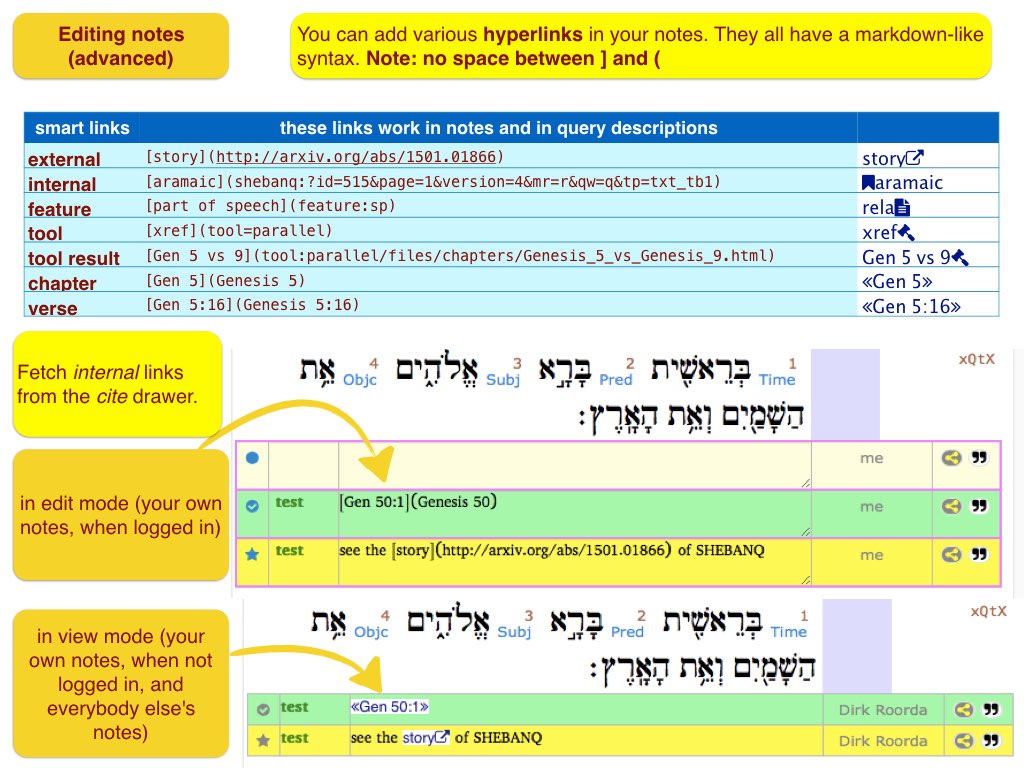 Editing notes
(advanced)
You can add various hyperlinks in your notes. They all have a markdown-like
syntax. Note: no space between ] and (
smart links these links work in notes and in query descriptions
external [story](http://arxiv.org/abs/1501.01866) story
internal [aramaic](shebanq:?id=515&page=1&version=4&mr=r&qw=q&tp=txt_tb1) aramaic
feature [part of speech](feature:sp) rela
tool [xref](tool=parallel) xref
tool result [Gen 5 vs 9](tool:parallel/files/chapters/Genesis_5_vs_Genesis_9.html) Gen 5 vs 9
chapter [Gen 5](Genesis 5) «Gen 5»
verse [Gen 5:16](Genesis 5:16) «Gen 5:16»
Fetch internal links
from the cite drawer.
xQtX
1 2 3 4
בְּרֵאשִׁ֖ית בָּרָ֣א אֱלֹהִ֑ים אֵ֥ת
Time Pred Subj Objc
הַשָּׁמַ֖יִם וְאֵ֥ת הָאָֽרֶץ׃
me
test [Gen 50:1](Genesis 50) me
test see the [story](http://arxiv.org/abs/1501.01866) of SHEBANQ me
in edit mode (your own
notes, when logged in)
xQtX
1 2 3 4
בְּרֵאשִׁ֖ית בָּרָ֣א אֱלֹהִ֑ים אֵ֥ת
Time Pred Subj Objc
הַשָּׁמַ֖יִם וְאֵ֥ת הָאָֽרֶץ׃
test «Gen 50:1» Dirk Roorda
test see the story of SHEBANQ Dirk Roorda
in view mode (your
own notes, when not
logged in, and
everybody else's
notes)